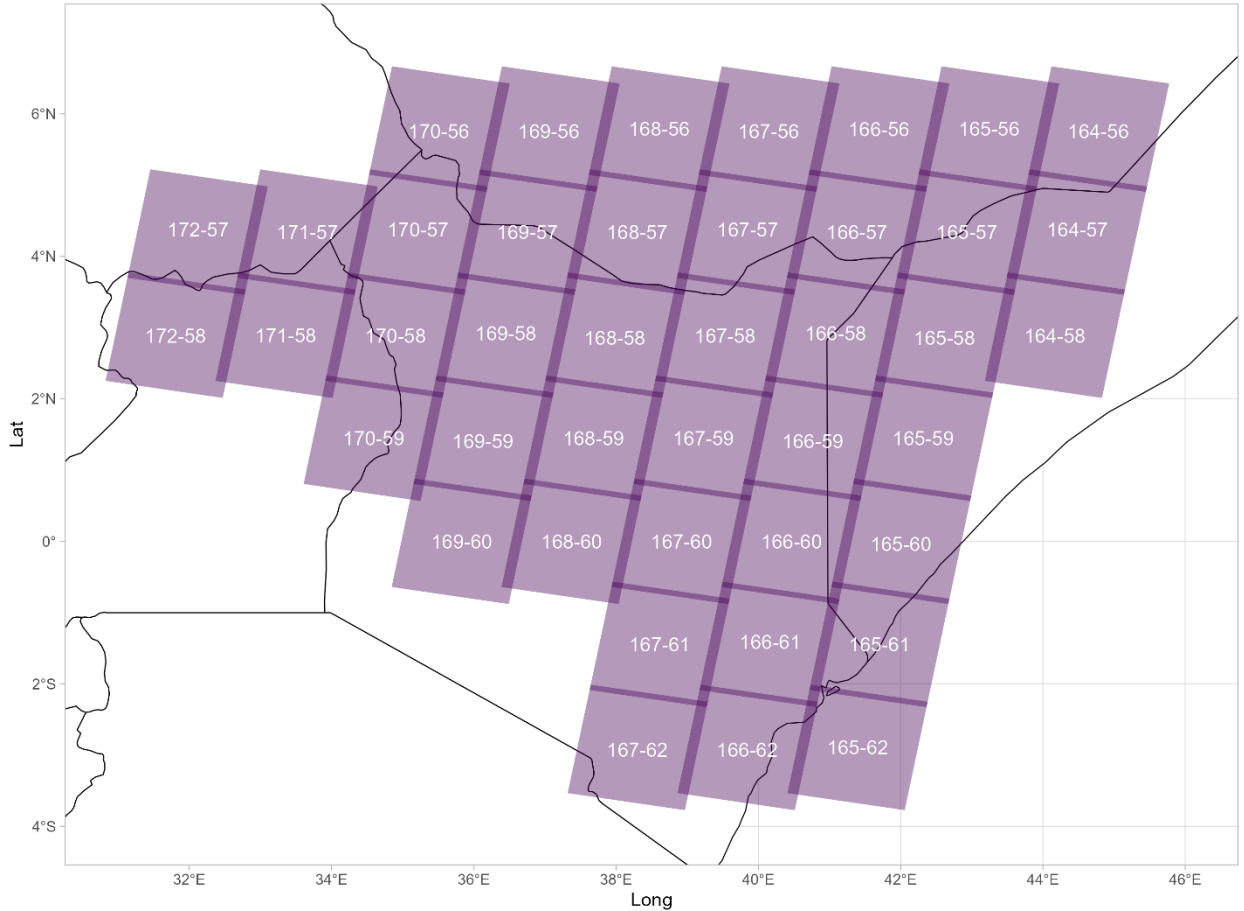 6°N
4°N
2°N
0°
2°S
4°S
Lat
170-56 169-56 168-56 167-56 166-56 165-56 164-56
172-57 171-57 170-57 169-57 168-57 167-57 166-57 165-57 164-57
172-58 171-58 170-58 169-58 168-58 167-58 166-58 165-58 164-58
170-59 169-59 168-59 167-59 166-59 165-59
169-60 168-60 167-60 166-60 165-60
167-61 166-61 165-61
167-62 166-62 165-62
32°E 34°E 36°E 38°E 40°E 42°E 44°E 46°E
Long